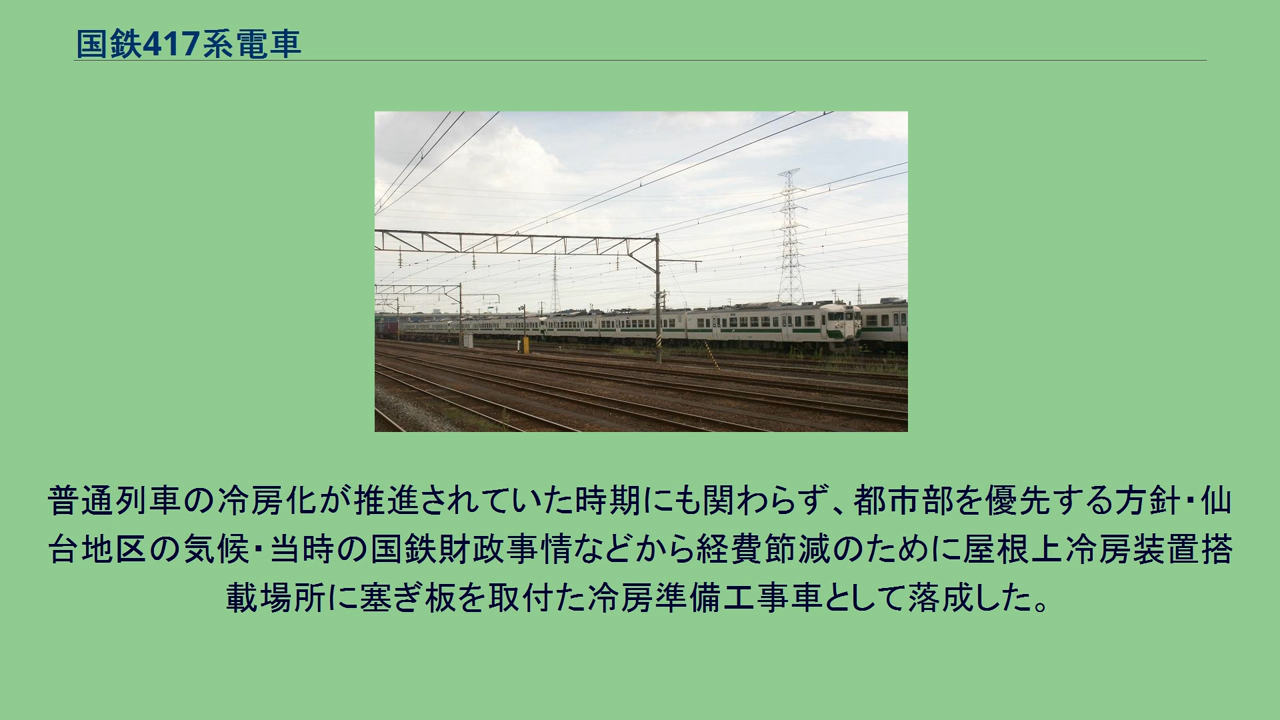 国鉄417系電車
普通列車の冷房化が推進されていた時期にも関わらず、都市部を優先する方針・仙
台地区の気候・当時の国鉄財政事情などから経費節減のために屋根上冷房装置搭
載場所に塞ぎ板を取付た冷房準備工事車として落成した。